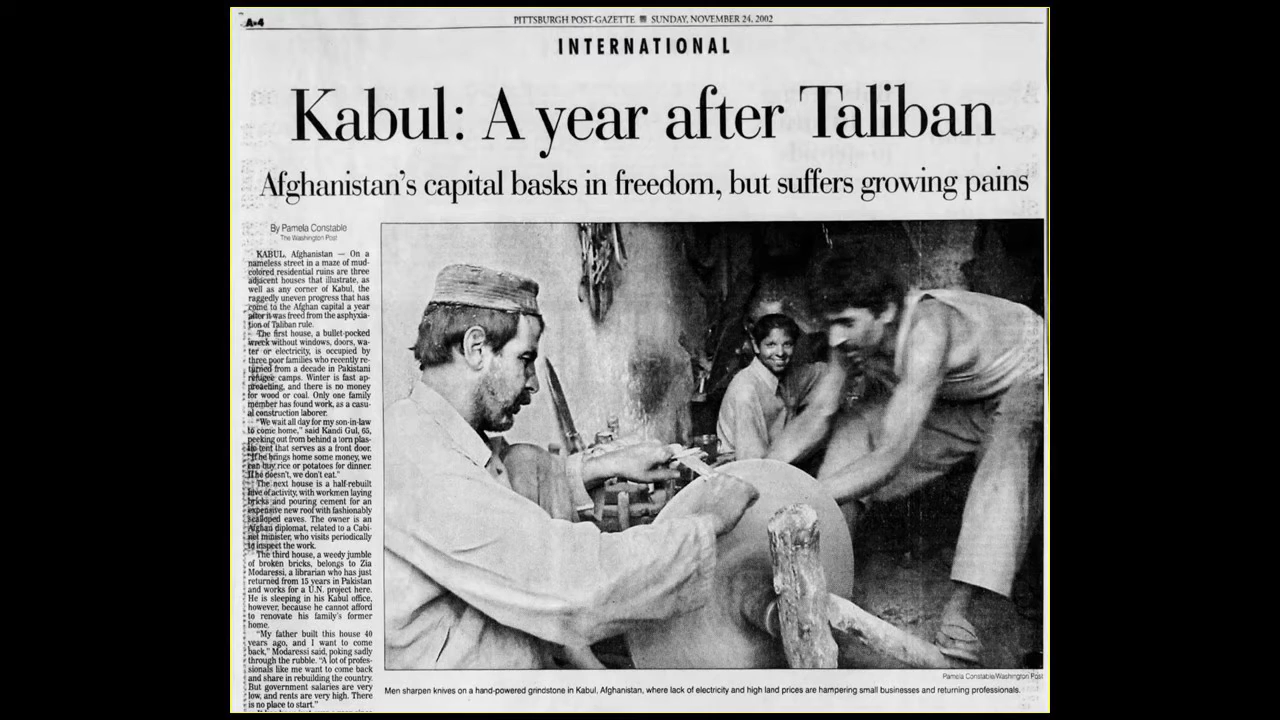 A-4
PITTSBURGH POST-GAZETTE ■ SUNDAY, NOVEMBER 24, 2002
INTERNATIONAL
Kabul: A year after Taliban
Afghanistan's capital basks in freedom, but suffers growing pains
By Pamela Constable
The Washington Post
KABUL, Afghanistan — On a
nameless street in a maze of mud-
colored residential ruins are three
adjacent houses that illustrate, as
well as any corner of Kabul, the
raggedly uneven progress that has
come to the Afghan capital a year
after it was freed from the asphyxia-
tion of Taliban rule.
The first house, a bullet-pocked
wreck without windows, doors, wa-
ter or electricity, is occupied by
three poor families who recently re-
turned from a decade in Pakistani
refugee camps. Winter is fast ap-
proaching, and there is no money
for wood or coal. Only one family
member has found work, as a casu-
al construction laborer.
"We wait all day for my son-in-law
to come home," said Kandi Gul, 65,
peeking out from behind a torn plas-
tic tent that serves as a front door.
"If he brings home some money, we
can buy rice or potatoes for dinner.
If he doesn't, we don't eat."
The next house is a half-rebuilt
hive of activity, with workmen laying
bricks and pouring cement for an
expensive new roof with fashionably
scalloped eaves. The owner is an
Afghan diplomat, related to a Cabi-
net minister, who visits periodically
to inspect the work.
The third house, a weedy jumble
of broken bricks, belongs to Zia
Modaressi, a librarian who has just
returned from 15 years in Pakistan
and works for a U.N. project here.
He is sleeping in his Kabul office,
however, because he cannot afford
to renovate his family's former
home.
"My father built this house 40
years ago, and I want to come
back," Modaressi said, poking sadly
through the rubble. "A lot of profes-
sionals like me want to come back
and share in rebuilding the country.
But government salaries are very
low, and rents are very high. There
is no place to start."
Pamela Constable/Washington Post
Men sharpen knives on a hand-powered grindstone in Kabul, Afghanistan, where lack of electricity and high land prices are hampering small businesses and returning professionals.